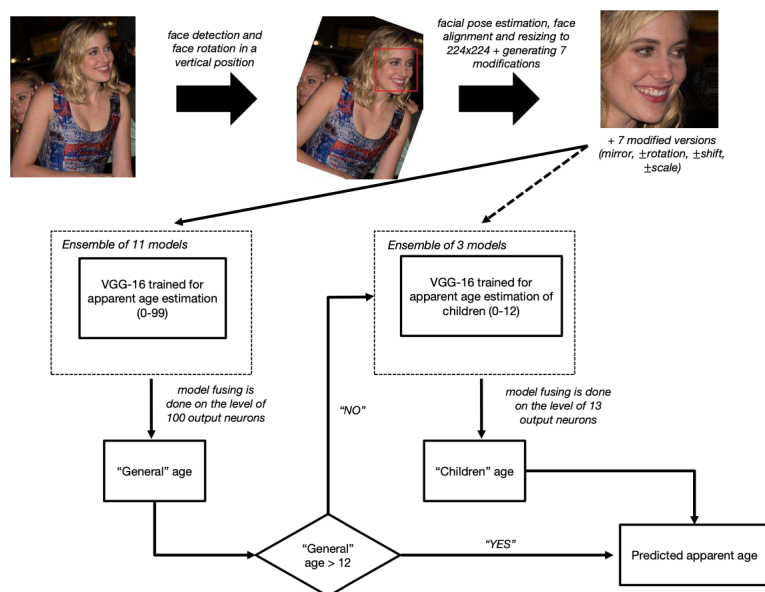 face detection and
face rotation in a
vertical position
facial pose estimation, face
alignment and resizing to
224x224 + generating 7
modifications
+ 7 modified versions
(mirror, ±rotation, ±shift,
±scale)
Ensemble of 11 models
VGG-16 trained for
apparent age estimation
(0-99)
Ensemble of 3 models
VGG-16 trained for
apparent age estimation of
children (0-12)
model fusing is
done on the level of
100 output neurons
model fusing is done
on the level of 13
output neurons
“NO”
“General” age
“Children” age
“General”
age > 12
“YES”
Predicted apparent age